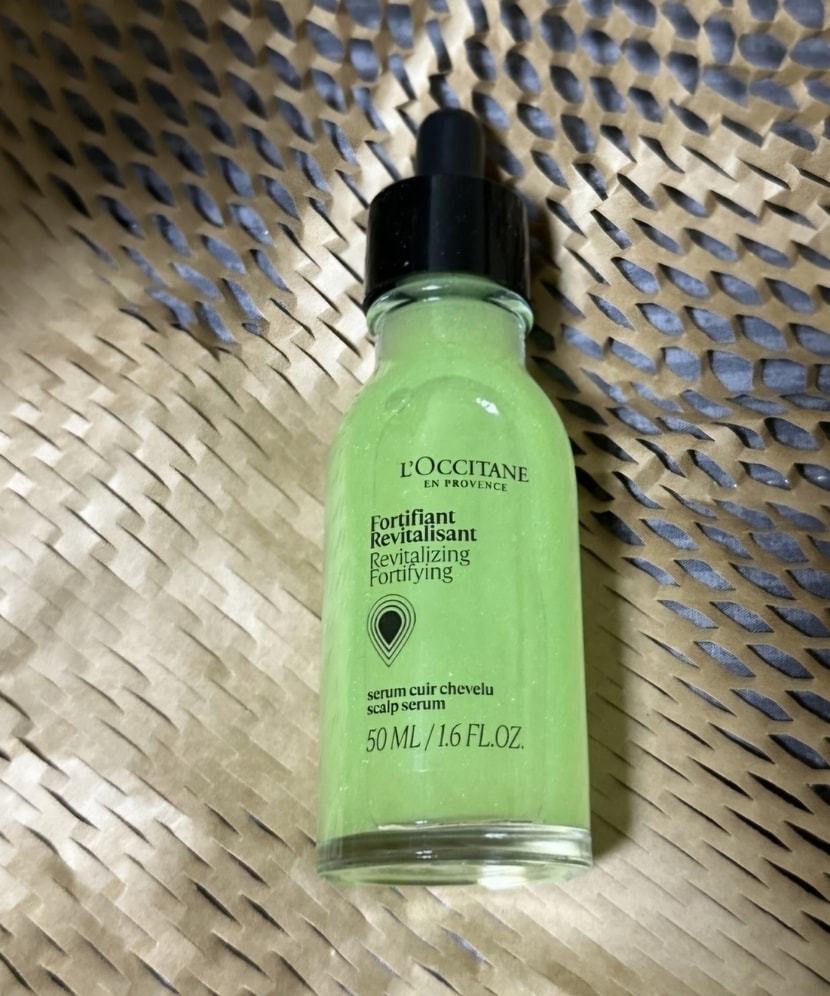 L'OCCITANE
EN PROVENCE
Fortifiant
Revitalisant
Revitalizing
Fortifying
serum cuir chevelu
scalp serum
50 ML / 1.6 FL.OZ.